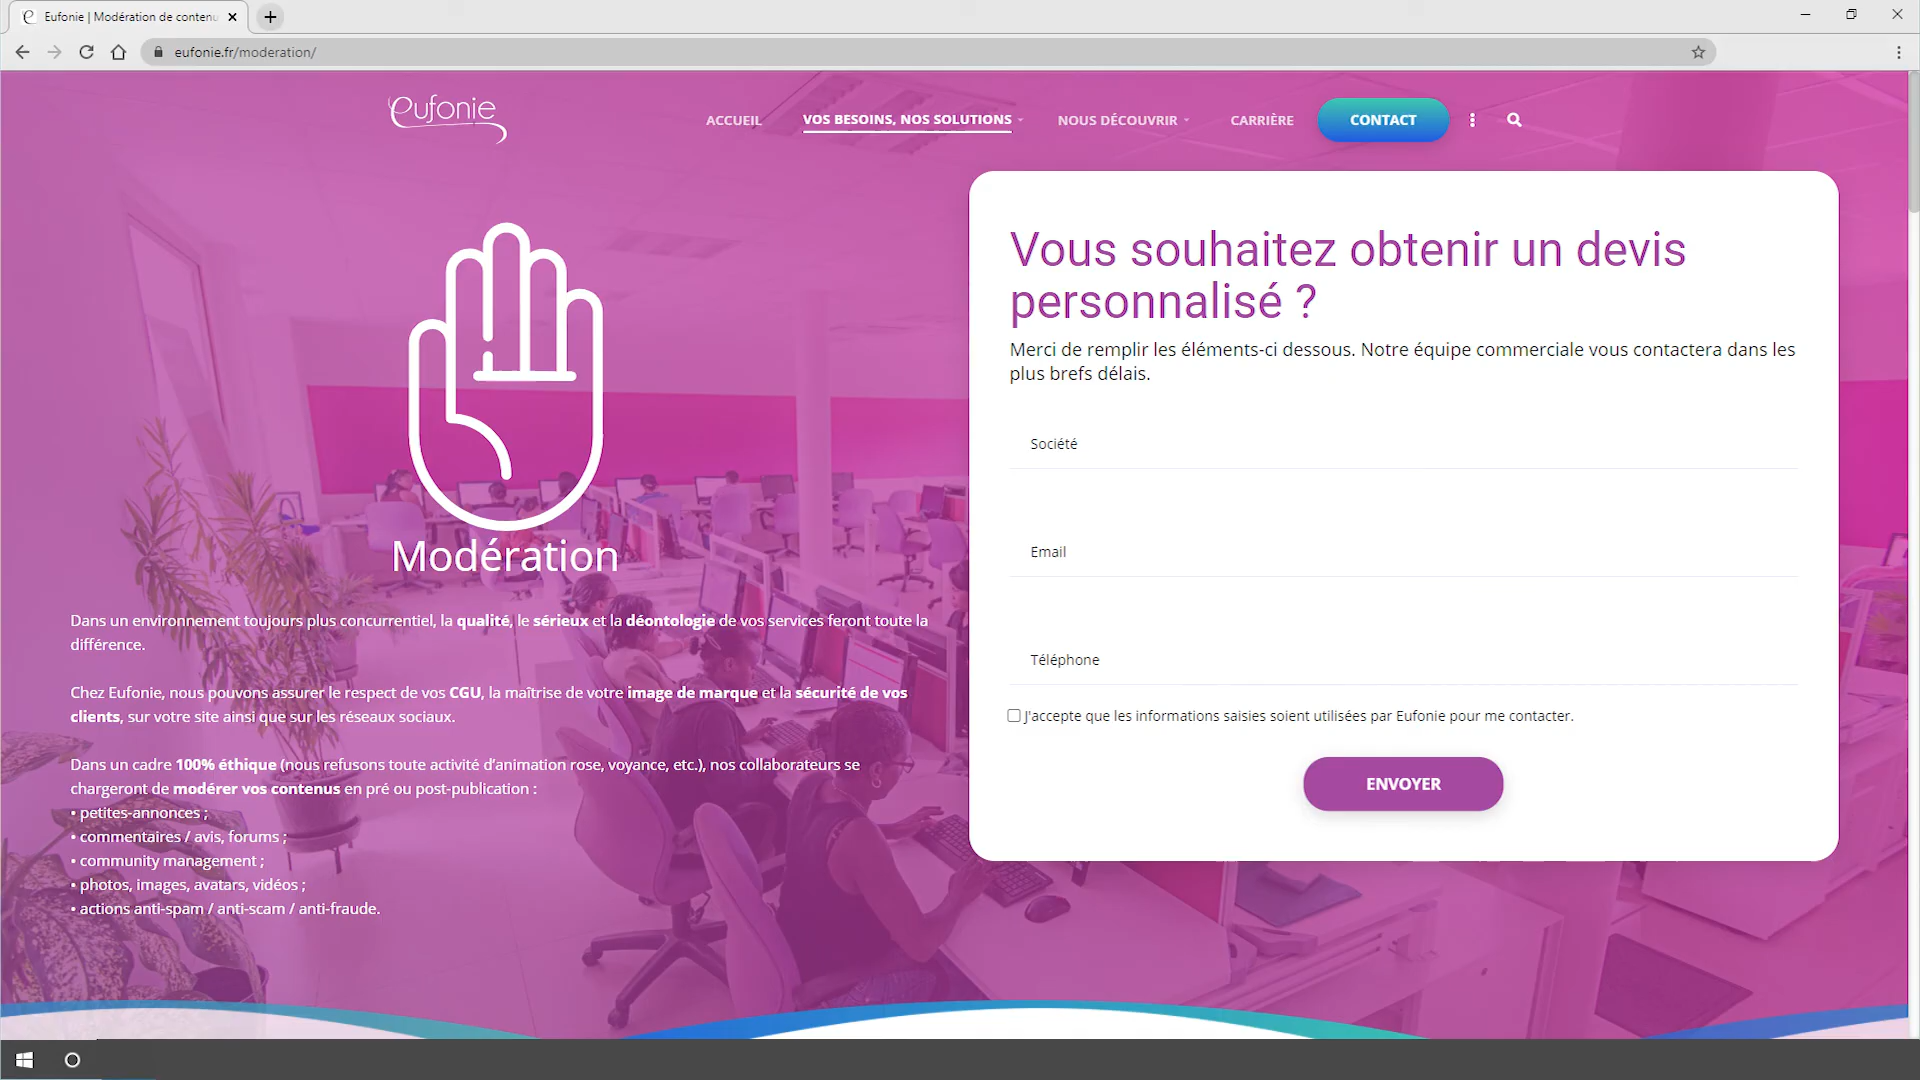 Eufonie | Modération de contenu
eufonie.fr/moderation/
eufonie
ACCUEIL
VOS BESOINS, NOS SOLUTIONS
NOUS DÉCOUVRIR
CARRIÈRE
CONTACT
Modération
Dans un environnement toujours plus concurrentiel, la qualité, le sérieux et la déontologie de vos services feront toute la
différence.
Chez Eufonie, nous pouvons assurer le respect de vos CGU, la maîtrise de votre image de marque et la sécurité de vos
clients, sur votre site ainsi que sur les réseaux sociaux.
Dans un cadre 100% éthique (nous refusons toute activité d’animation rose, voyance, etc.), nos collaborateurs se
chargeront de modérer vos contenus en pré ou post-publication :
• petites-annonces ;
• commentaires / avis, forums ;
• community management ;
• photos, images, avatars, vidéos ;
• actions anti-spam / anti-scam / anti-fraude.
Vous souhaitez obtenir un devis
personnalisé ?
Merci de remplir les éléments-ci dessous. Notre équipe commerciale vous contactera dans les
plus brefs délais.
Société
Email
Téléphone
J'accepte que les informations saisies soient utilisées par Eufonie pour me contacter.
ENVOYER